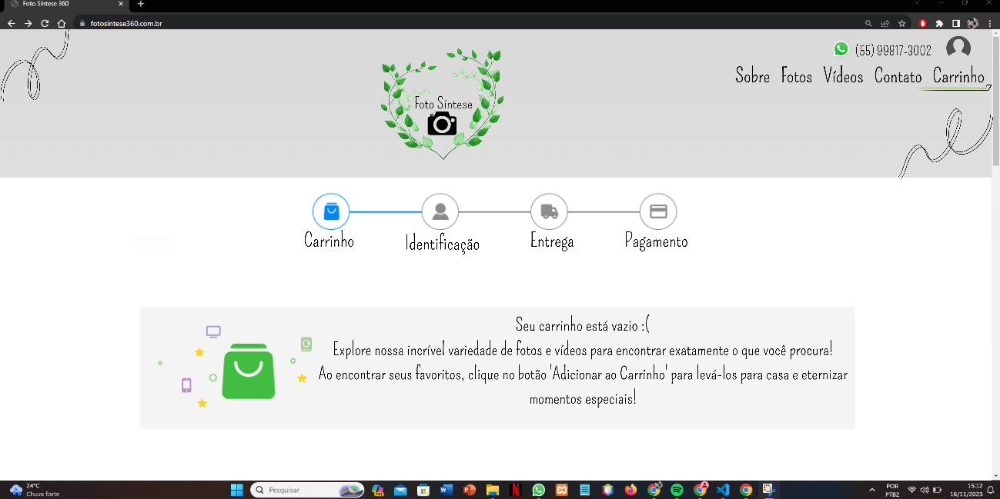 Foto Síntese 360
fotosintese360.com.br
(55) 99817-3002
Sobre Fotos Vídeos Contato Carrinho
Foto Síntese
Carrinho Identificação Entrega Pagamento
Seu carrinho está vazio :(
Explore nossa incrível variedade de fotos e vídeos para encontrar exatamente o que você procura!
Ao encontrar seus favoritos, clique no botão 'Adicionar ao Carrinho' para levá-los para casa e eternizar
momentos especiais!
24°C
Chuva forte
Pesquisar
POR
PTB2
15:12
16/11/2023